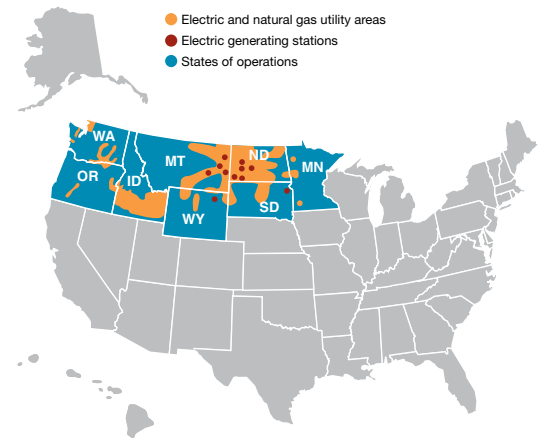 Electric and natural gas utility areas
Electric generating stations
States of operations
WA
MT
ND
MN
OR
ID
SD
WY